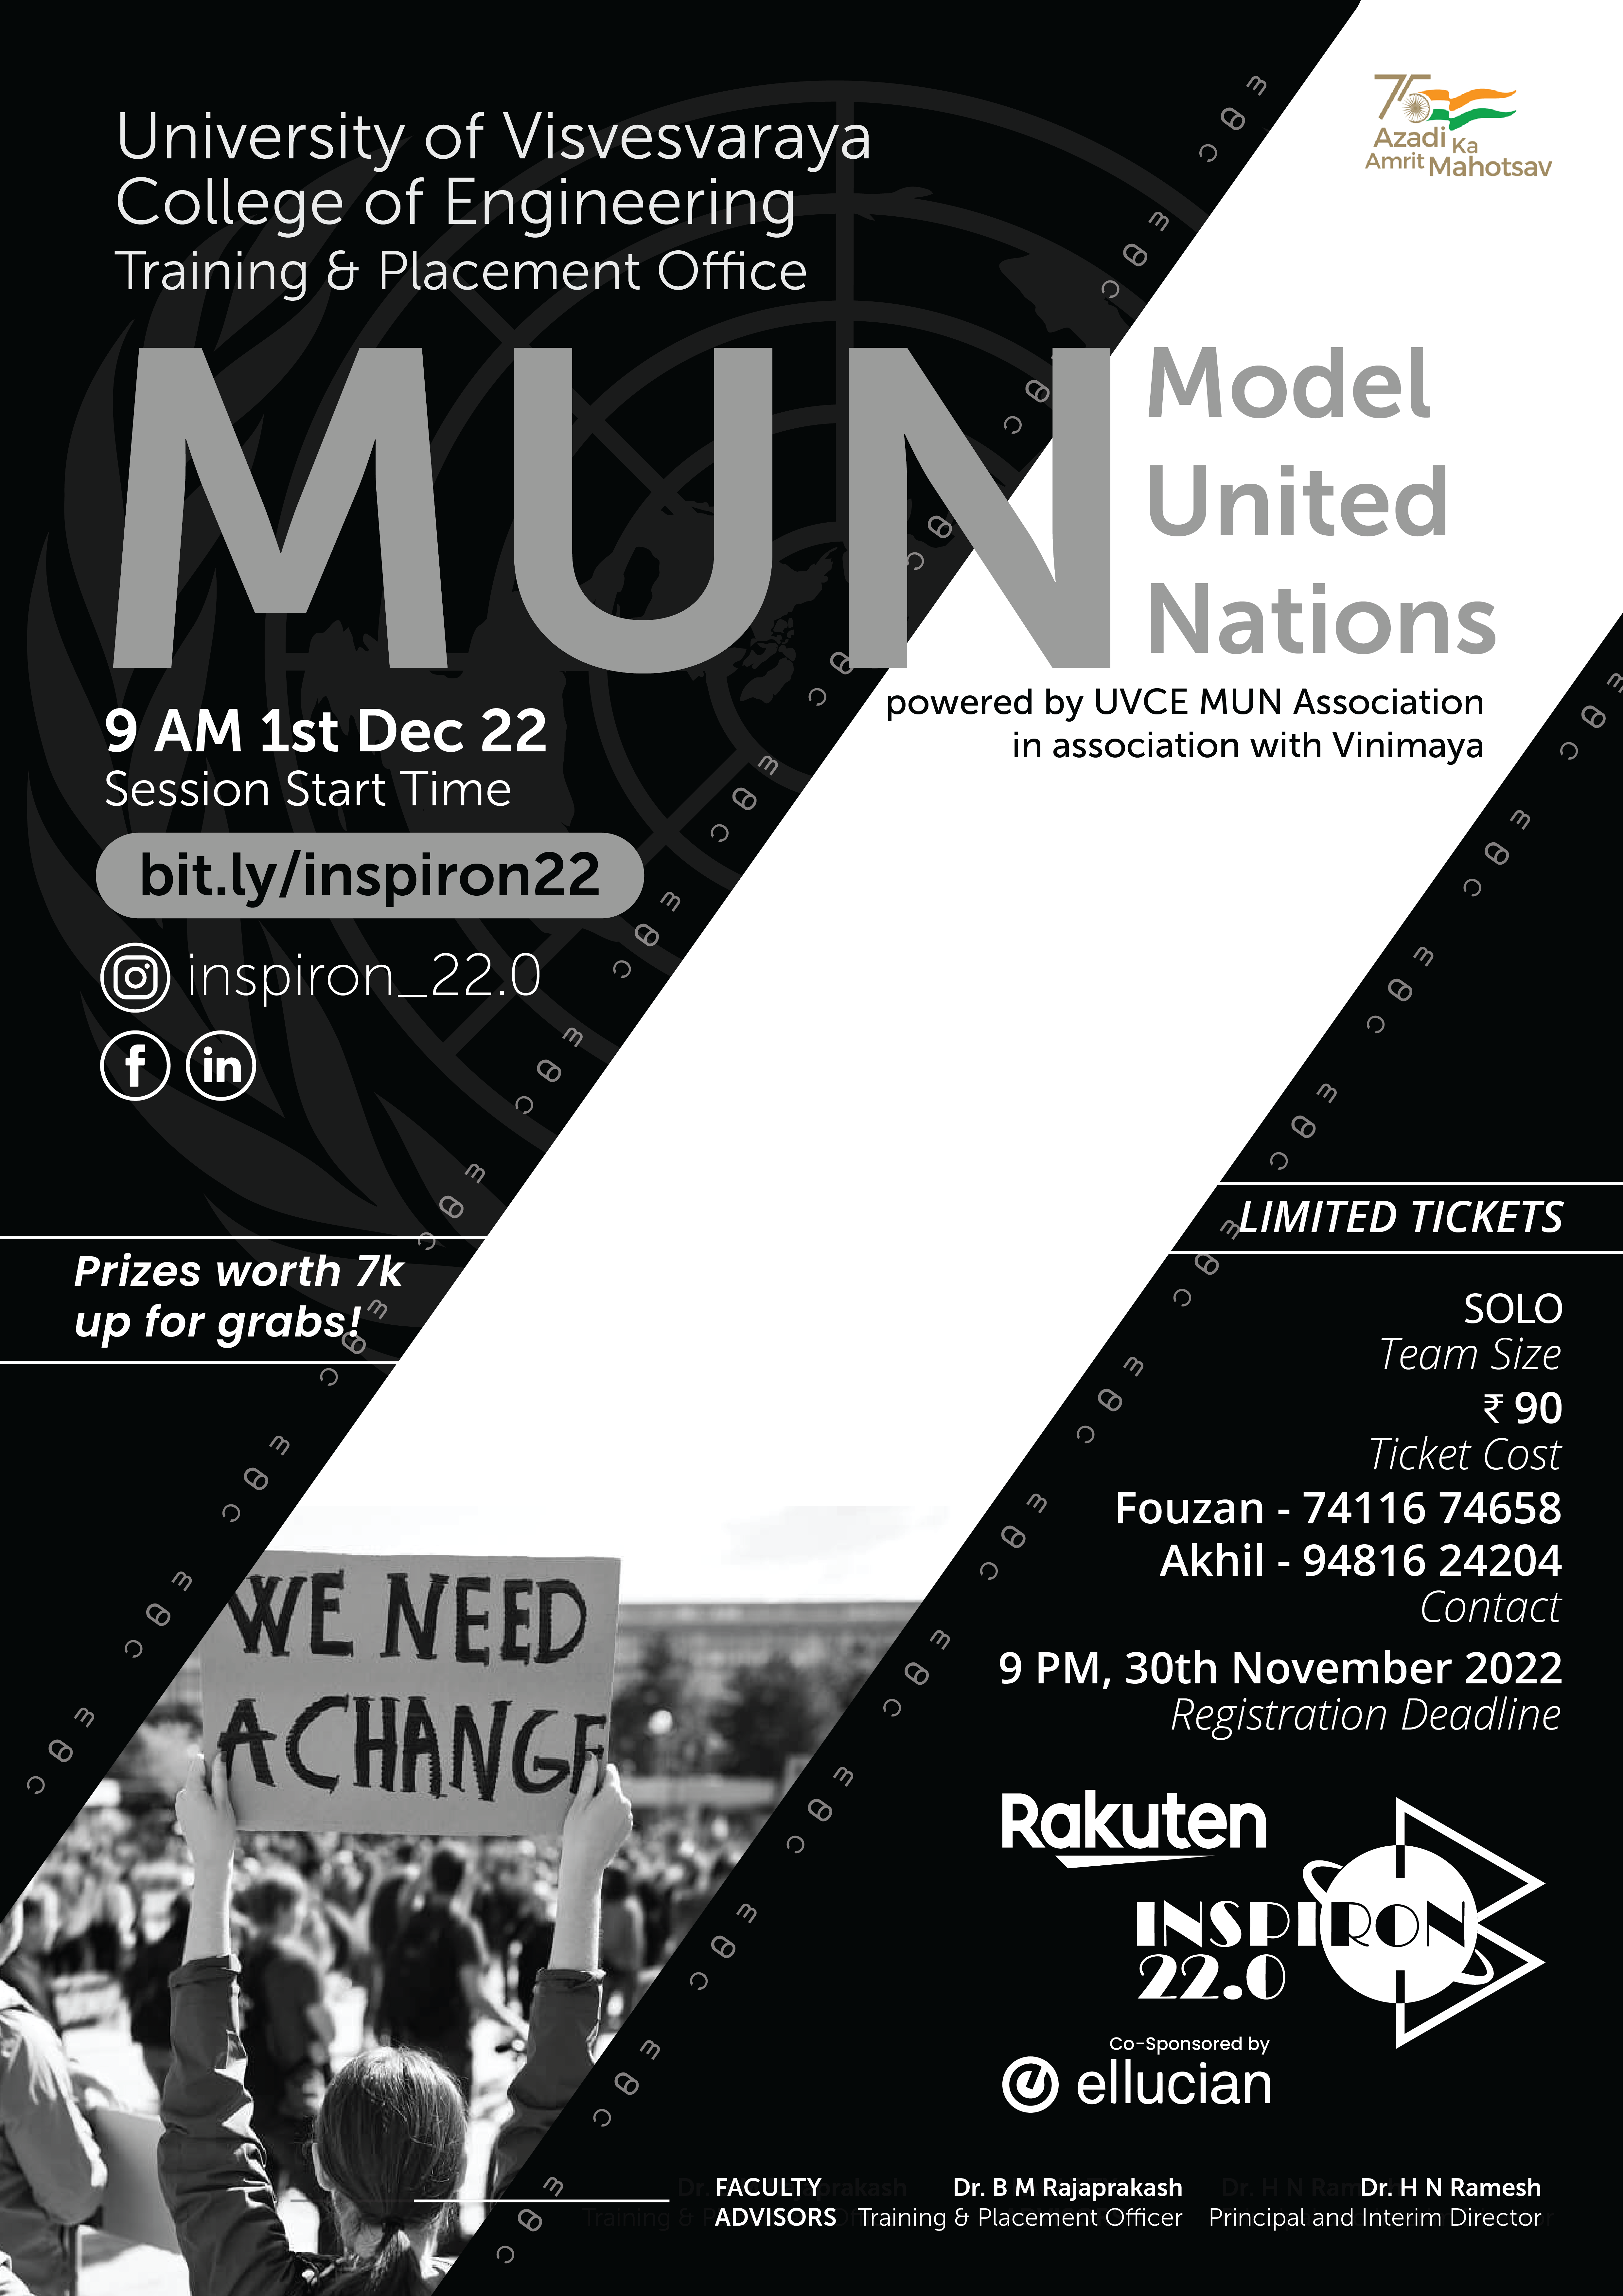 University of Visvesvaraya
College of Engineering
Training & Placement Office
75
Azadi Ka
Amrit Mahotsav
MUN
Model
United
Nations
powered by UVCE MUN Association
in association with Vinimaya
9 AM 1st Dec 22
Session Start Time
bit.ly/inspiron22
inspiron_22.0
f in
Prizes worth 7k
up for grabs!
LIMITED TICKETS
SOLO
Team Size
₹ 90
Ticket Cost
Fouzan - 74116 74658
Akhil - 94816 24204
Contact
9 PM, 30th November 2022
Registration Deadline
WE NEED
A CHANGE
Rakuten
INSPIRON
22.0
Co-Sponsored by
ellucian
FACULTY
ADVISORS
Dr. B M Rajaprakash
Training & Placement Officer
Dr. H N Ramesh
Principal and Interim Director